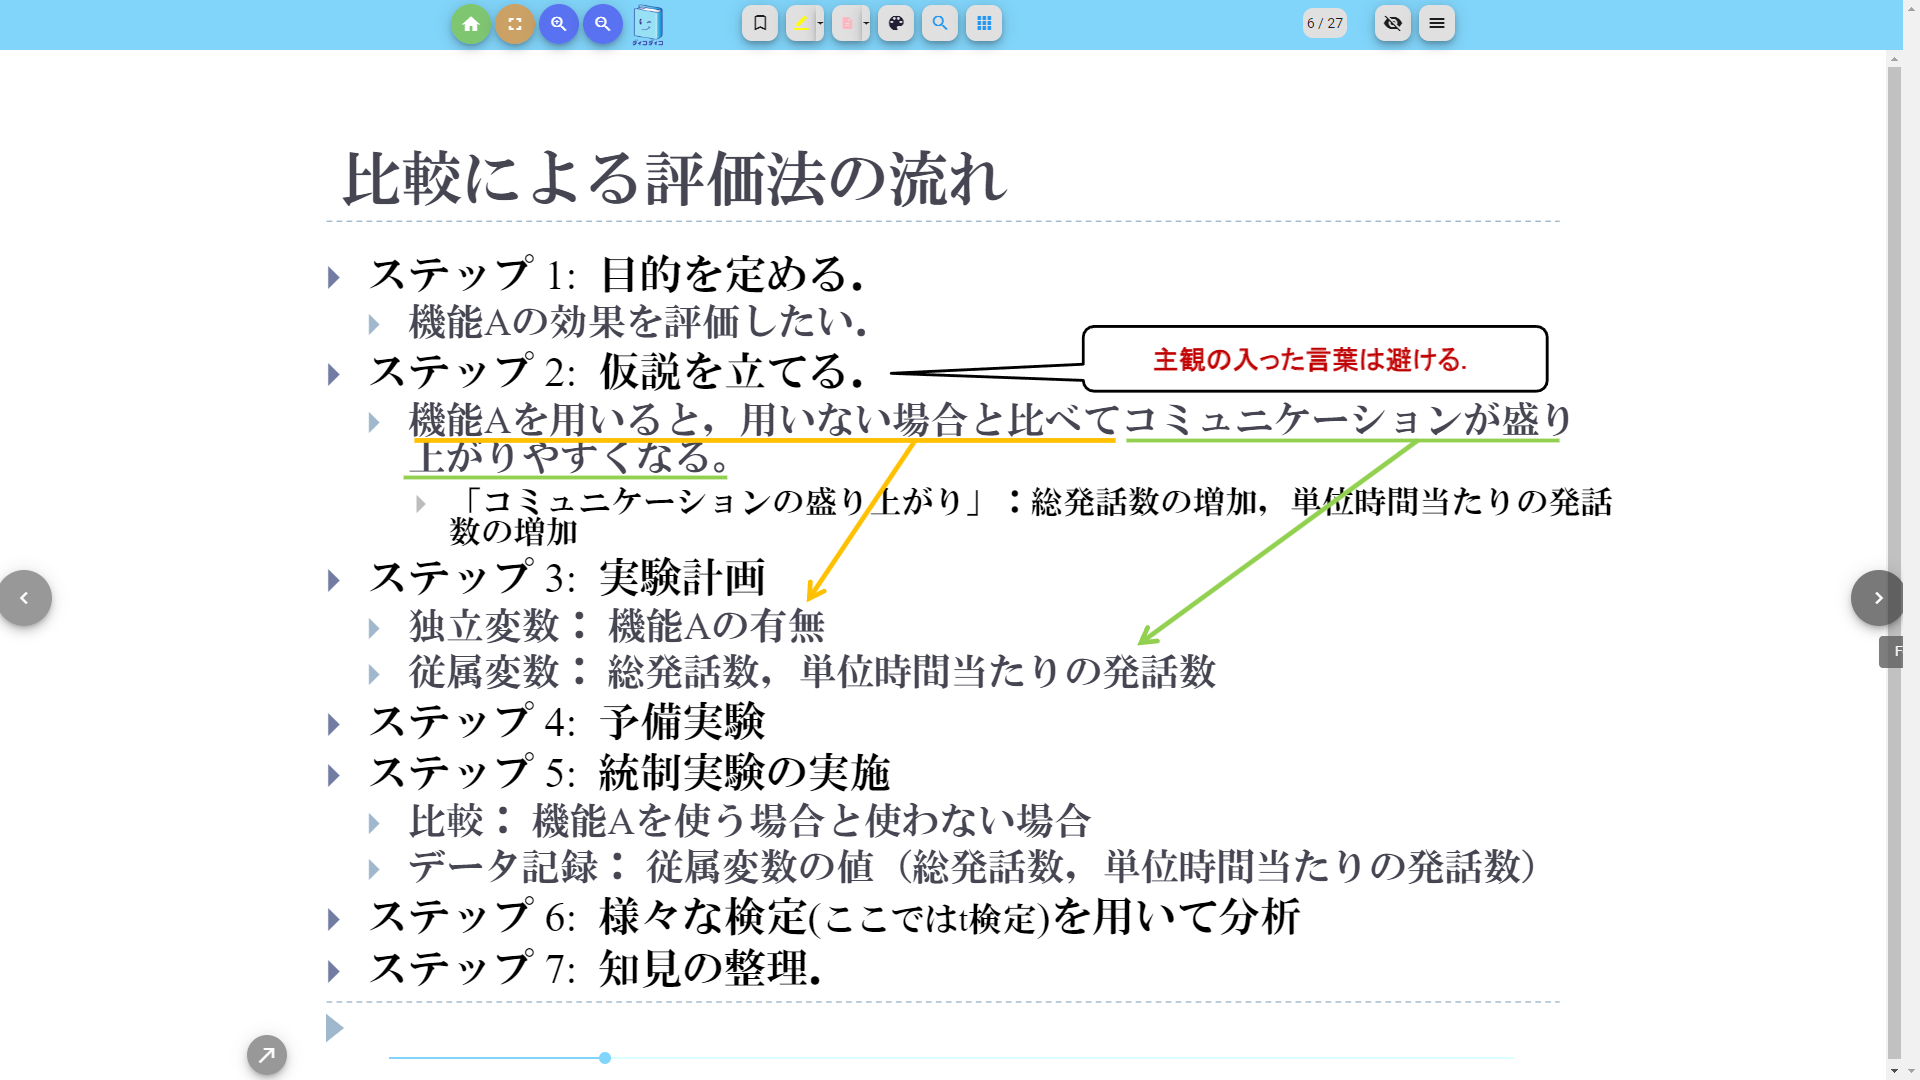 ダイコダイコ
6 / 27
比較による評価法の流れ
ステップ 1: 目的を定める．
機能Aの効果を評価したい．
ステップ 2: 仮説を立てる．
主観の入った言葉は避ける.
機能Aを用いると，用いない場合と比べてコミュニケーションが盛り
上がりやすくなる。
「コミュニケーションの盛り上がり」：総発話数の増加，単位時間当たりの発話
数の増加
ステップ 3: 実験計画
独立変数： 機能Aの有無
従属変数： 総発話数，単位時間当たりの発話数
ステップ 4: 予備実験
ステップ 5: 統制実験の実施
比較： 機能Aを使う場合と使わない場合
データ記録： 従属変数の値（総発話数，単位時間当たりの発話数）
ステップ 6: 様々な検定(ここではt検定)を用いて分析
ステップ 7: 知見の整理．
F